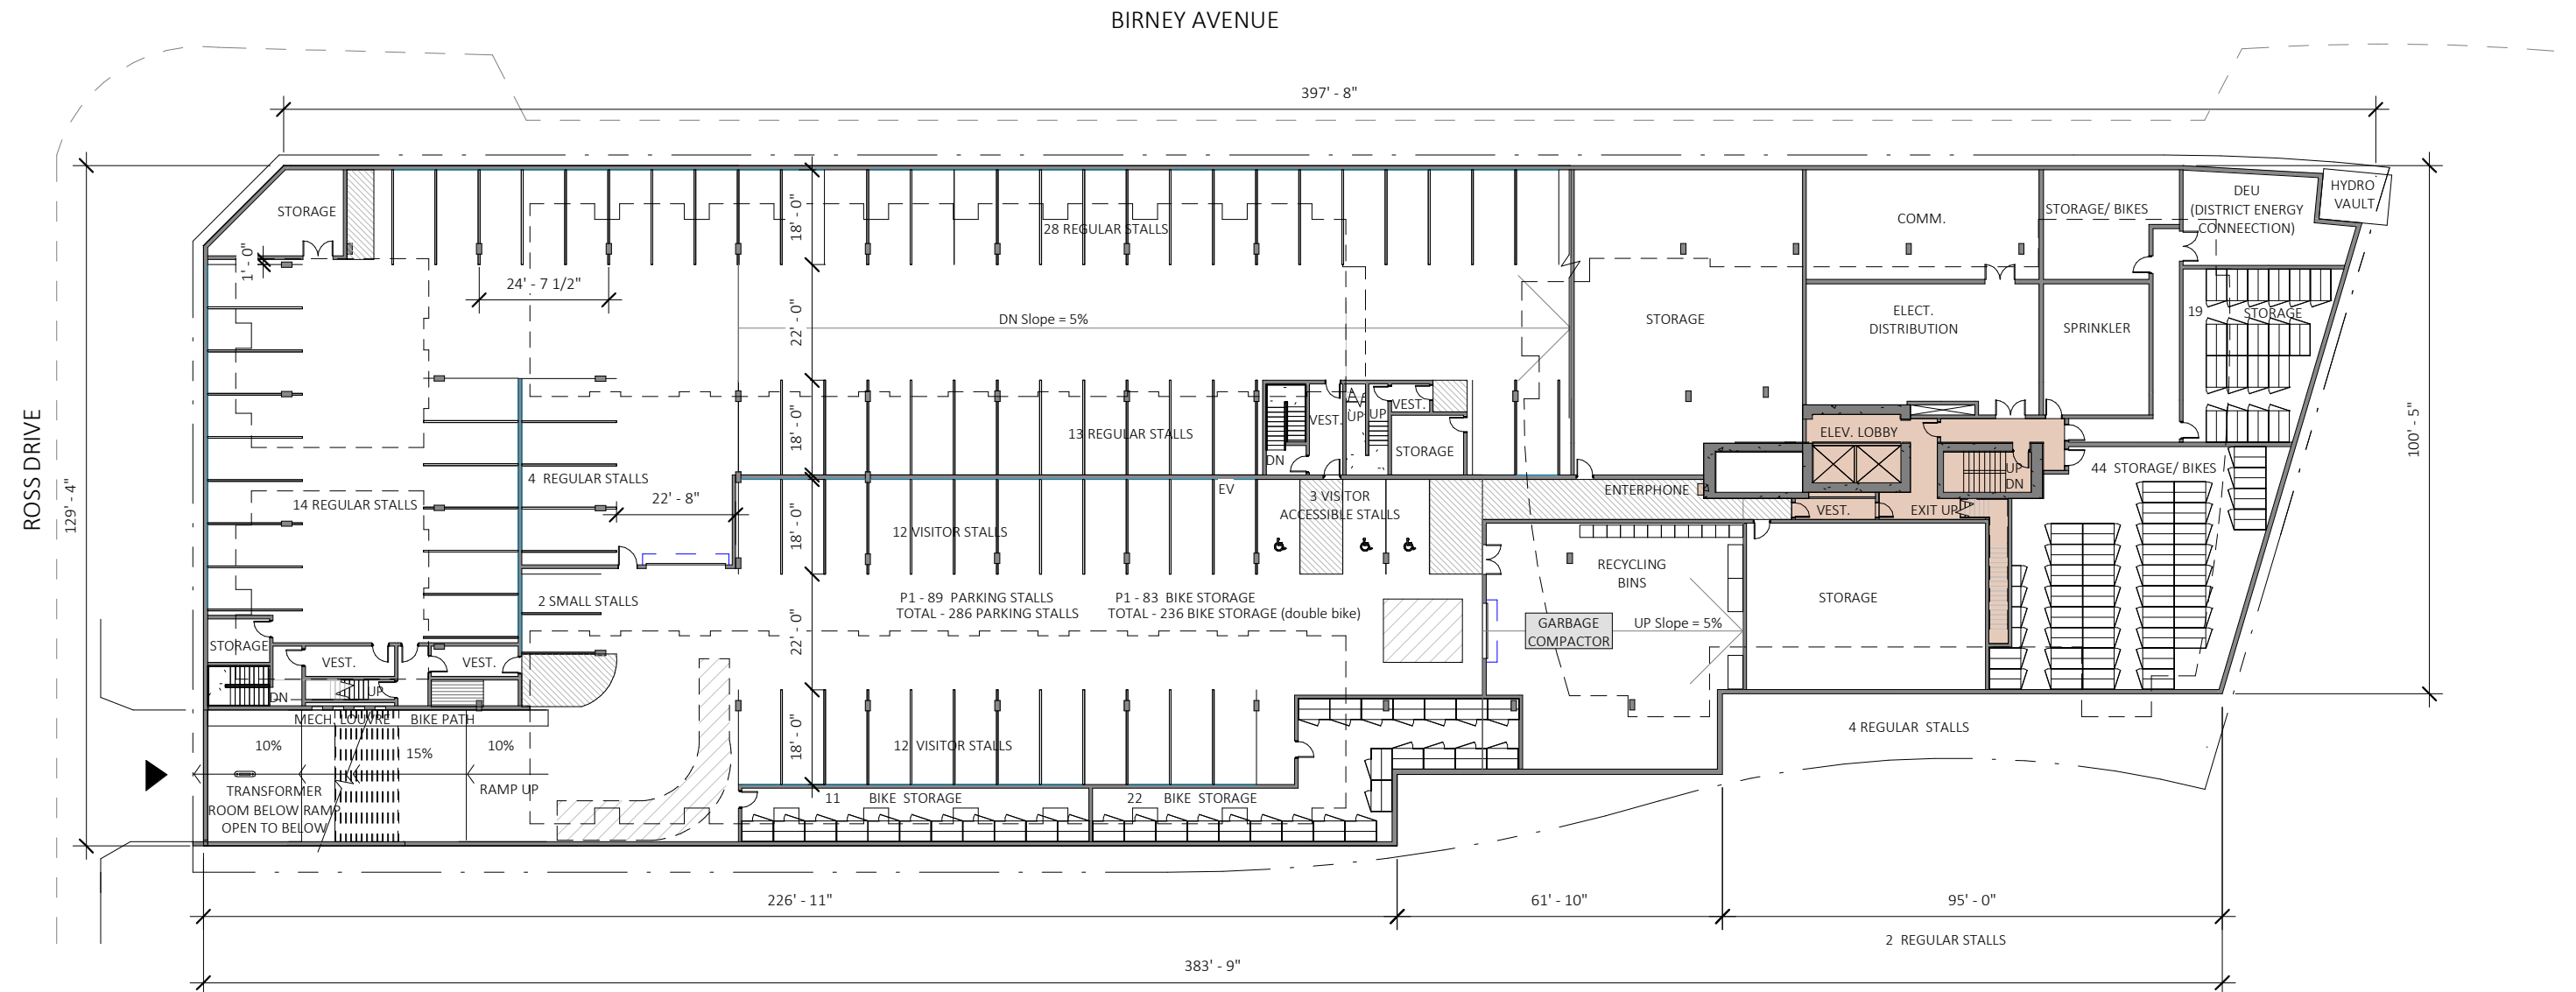 BIRNEY AVENUE
397' - 8"
STORAGE
18' - 0"
28 REGULAR STALLS
COMM.
STORAGE/ BIKES
DEU
(DISTRICT ENERGY
CONNEECTION)
HYDRO
VAULT
1' - 0"
24' - 7 1/2"
22' - 0"
DN Slope = 5%
STORAGE
ELECT.
DISTRIBUTION
SPRINKLER
19
STORAGE
ROSS DRIVE
129' - 4"
100' - 5"
18' - 0"
13 REGULAR STALLS
VEST.
UP
UP
VEST.
DN
STORAGE
ELEV. LOBBY
UP
DN
44 STORAGE/ BIKES
4 REGULAR STALLS
14 REGULAR STALLS
22' - 8"
EV
3 VISITOR
ACCESSIBLE STALLS
ENTERPHONE
VEST.
EXIT UP
18' - 0"
12 VISITOR STALLS
RECYCLING
BINS
2 SMALL STALLS
P1 - 89 PARKING STALLS
TOTAL - 286 PARKING STALLS
P1 - 83 BIKE STORAGE
TOTAL - 236 BIKE STORAGE (double bike)
STORAGE
22' - 0"
GARBAGE
COMPACTOR
UP Slope = 5%
STORAGE
VEST.
VEST.
DN
UP
MECH. LOUVRE
BIKE PATH
10%
15%
10%
18' - 0"
12 VISITOR STALLS
4 REGULAR STALLS
TRANSFORMER
ROOM BELOW RAMP
OPEN TO BELOW
RAMP UP
11 BIKE STORAGE
22 BIKE STORAGE
226' - 11"
61' - 10"
95' - 0"
2 REGULAR STALLS
383' - 9"